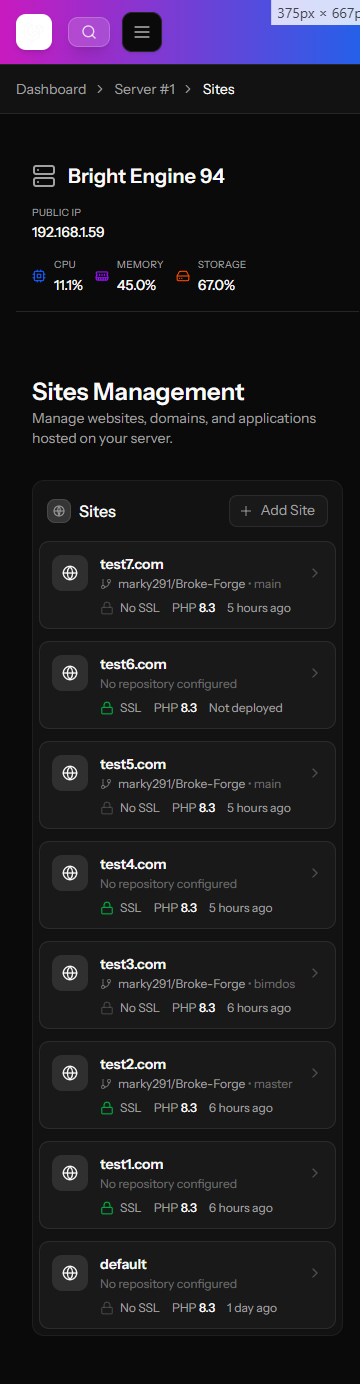 375px × 667p
Dashboard > Server #1 > Sites
Bright Engine 94
PUBLIC IP
192.168.1.59
CPU MEMORY STORAGE
11.1% 45.0% 67.0%
Sites Management
Manage websites, domains, and applications
hosted on your server.
Sites + Add Site
test7.com
marky291/Broke-Forge • main
No SSL PHP 8.3 5 hours ago
test6.com
No repository configured
SSL PHP 8.3 Not deployed
test5.com
marky291/Broke-Forge • main
No SSL PHP 8.3 5 hours ago
test4.com
No repository configured
SSL PHP 8.3 5 hours ago
test3.com
marky291/Broke-Forge • bimdos
No SSL PHP 8.3 6 hours ago
test2.com
marky291/Broke-Forge • master
SSL PHP 8.3 6 hours ago
test1.com
No repository configured
SSL PHP 8.3 6 hours ago
default
No repository configured
No SSL PHP 8.3 1 day ago